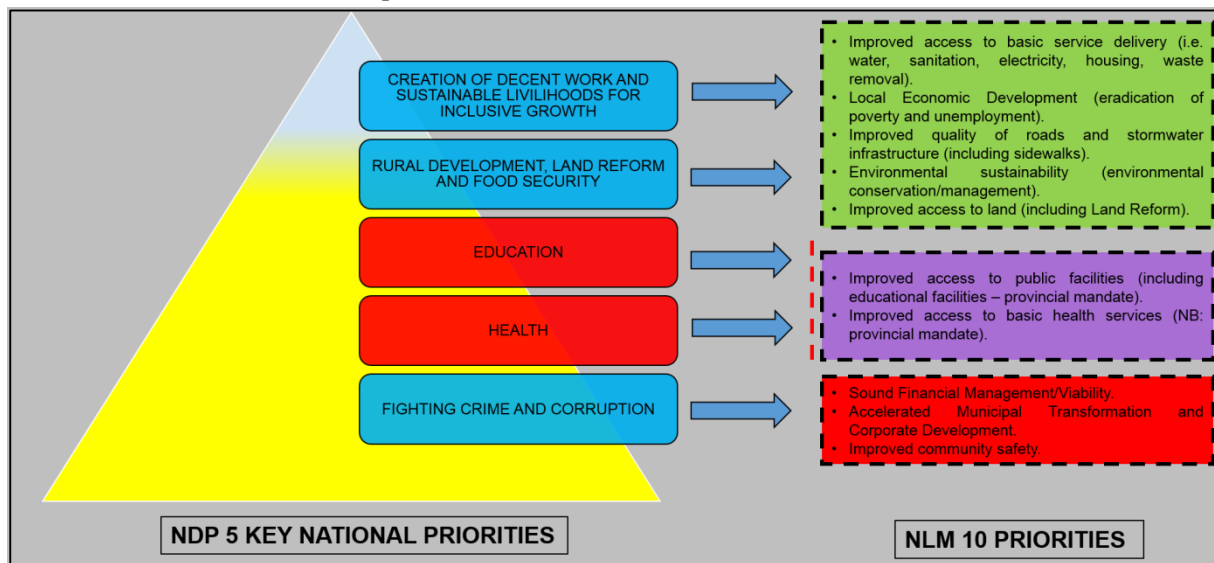 CREATION OF DECENT WORK AND
SUSTAINABLE LIVILIHOODS FOR
INCLUSIVE GROWTH
RURAL DEVELOPMENT, LAND REFORM
AND FOOD SECURITY
EDUCATION
HEALTH
FIGHTING CRIME AND CORRUPTION
NDP 5 KEY NATIONAL PRIORITIES
• Improved access to basic service delivery (i.e.
water, sanitation, electricity, housing, waste
removal).
• Local Economic Development (eradication of
poverty and unemployment).
• Improved quality of roads and stormwater
infrastructure (including sidewalks).
• Environmental sustainability (environmental
conservation/management).
• Improved access to land (including Land Reform).
• Improved access to public facilities (including
educational facilities – provincial mandate).
• Improved access to basic health services (NB:
provincial mandate).
• Sound Financial Management/Viability.
• Accelerated Municipal Transformation and
Corporate Development.
• Improved community safety.
NLM 10 PRIORITIES